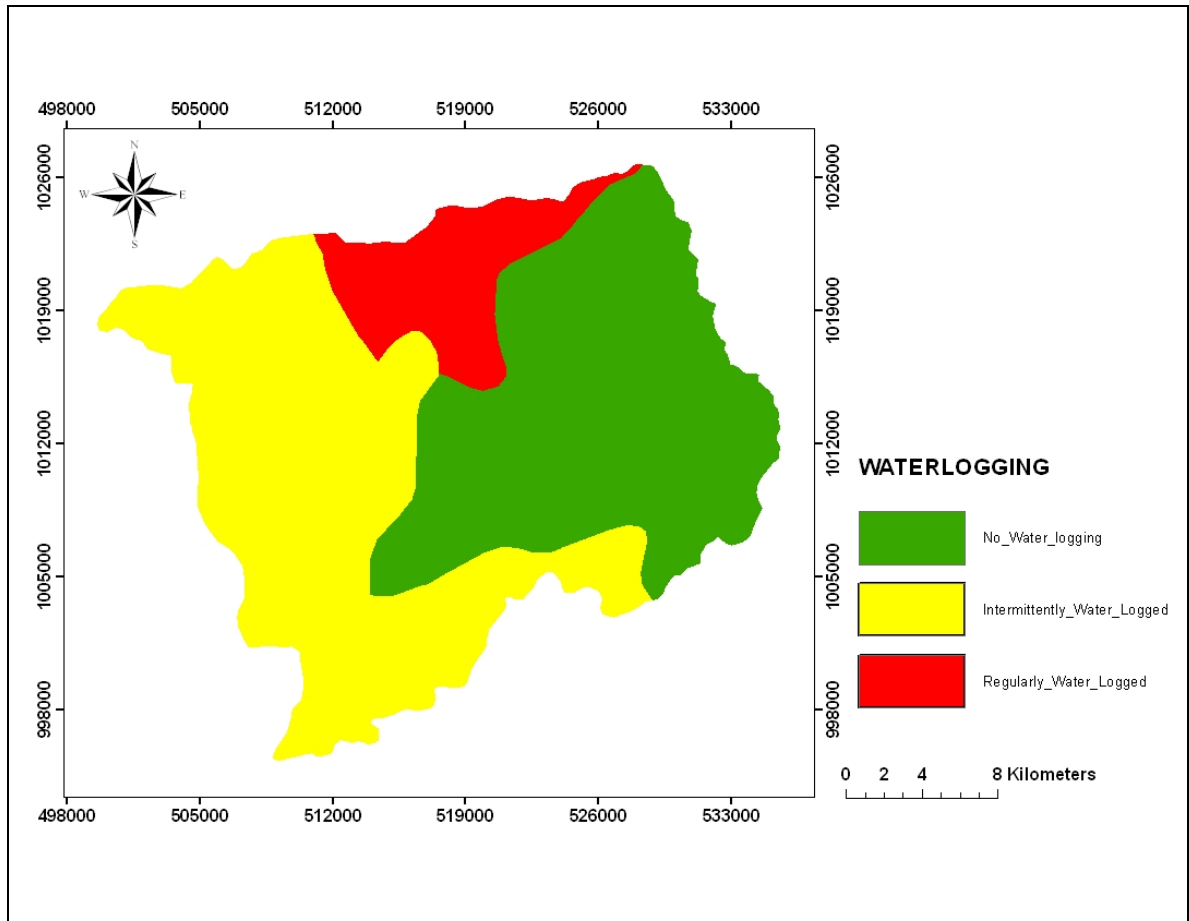 498000 505000 512000 519000 526000 533000
N
W E
S
1026000 1026000
1019000 1019000
1012000 1012000
1005000 1005000
998000 998000
498000 505000 512000 519000 526000 533000
WATERLOGGING
No_Water_logging
Intermittently_Water_Logged
Regularly_Water_Logged
0 2 4 8 Kilometers